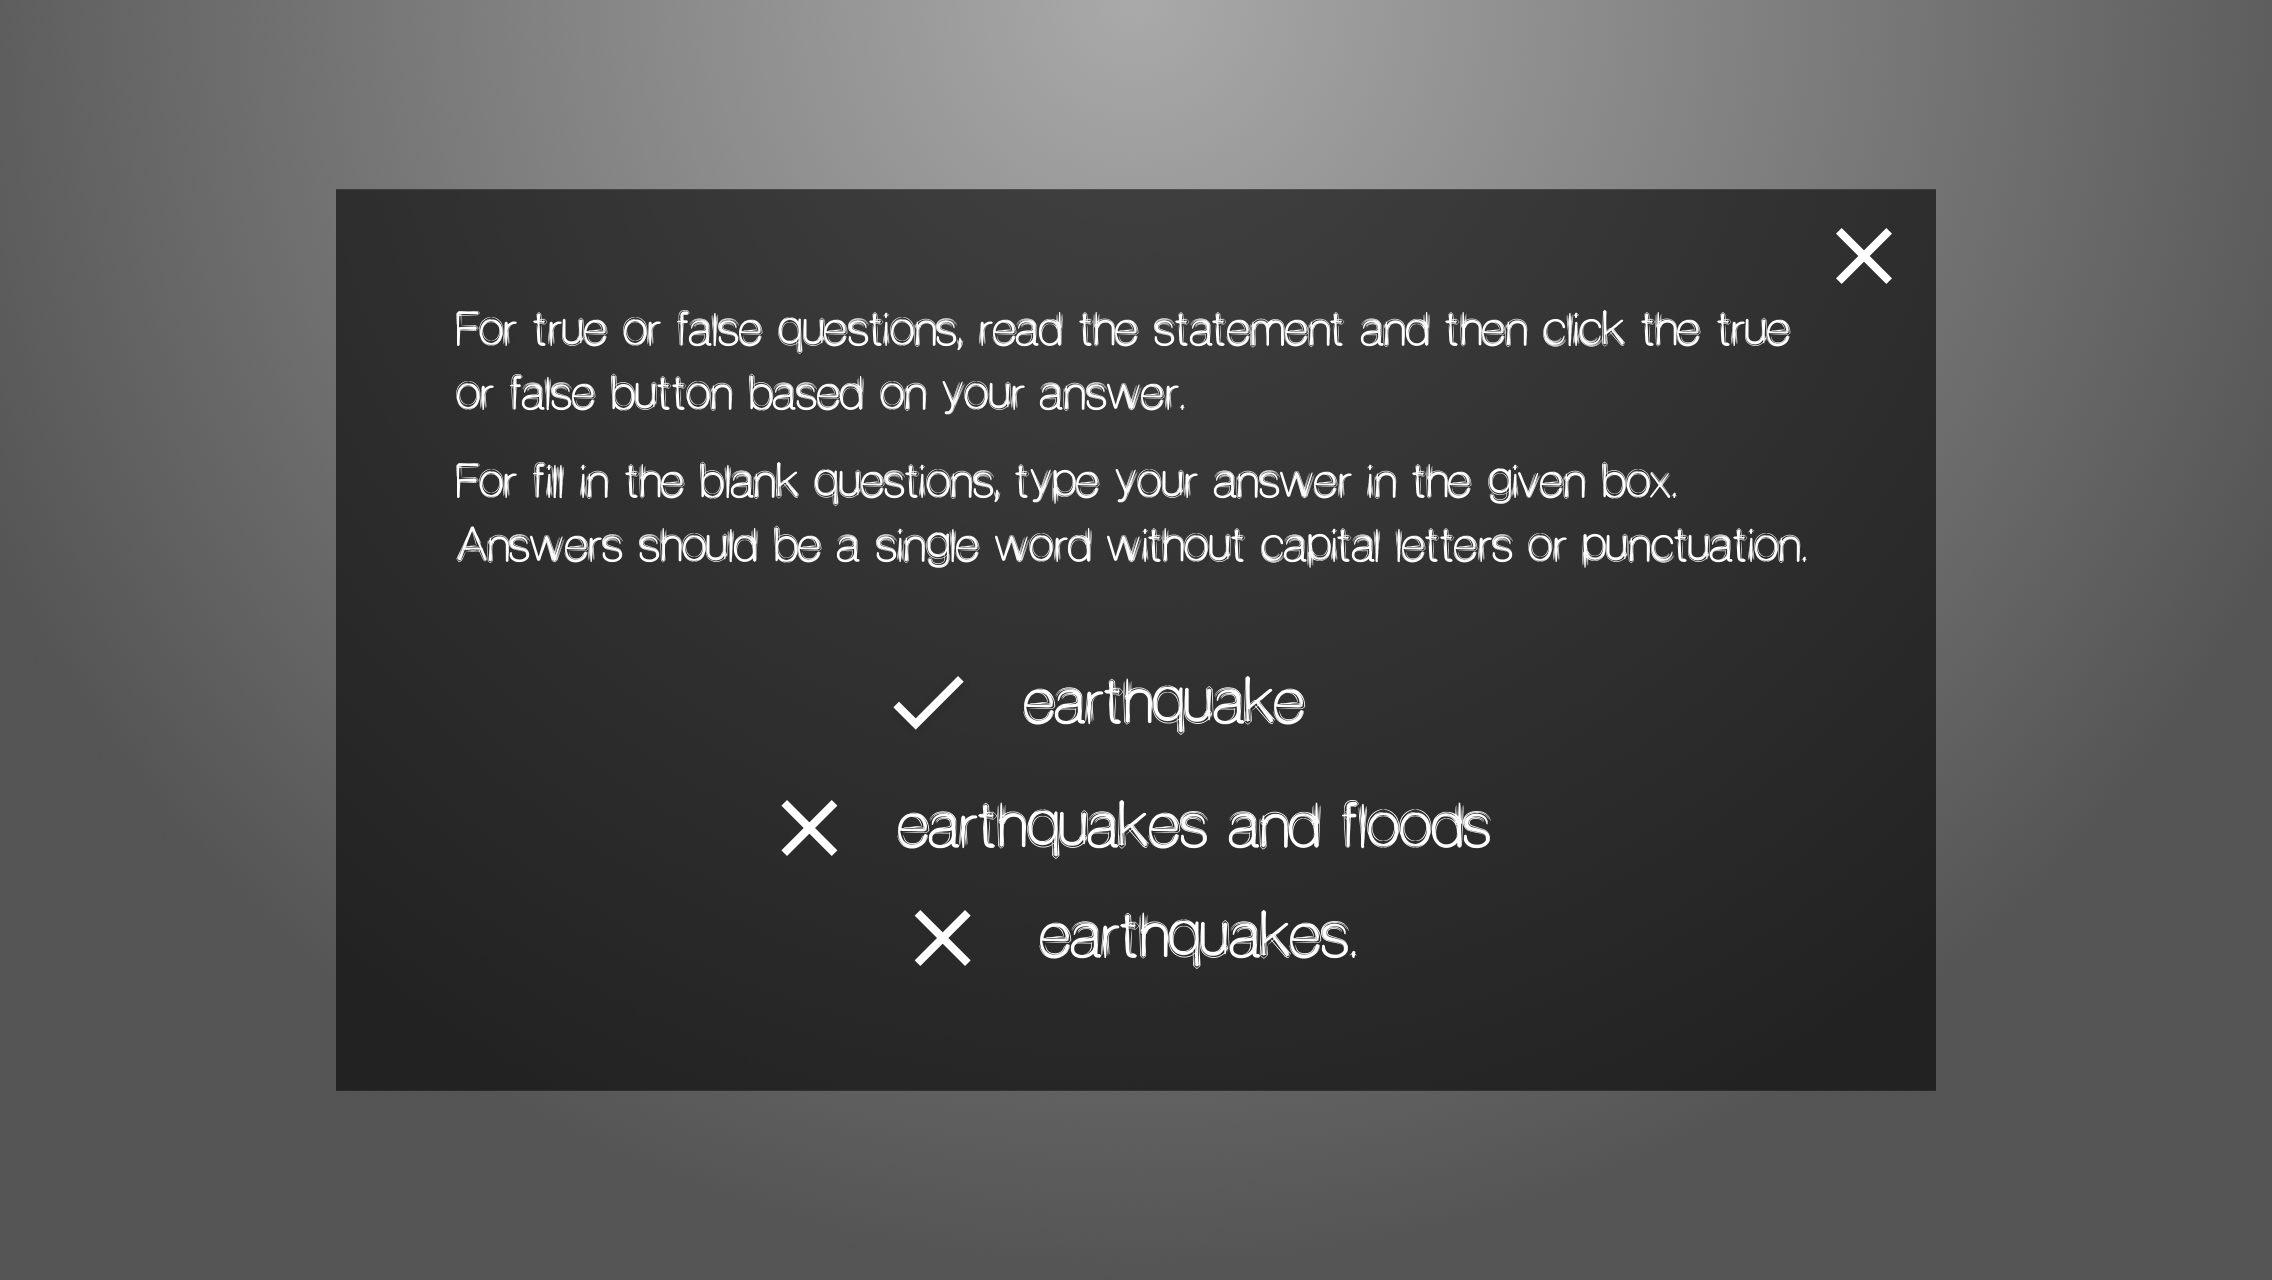 For true or false questions, read the statement and then click the true
or false button based on your answer.
For fill in the blank questions, type your answer in the given box.
Answers should be a single word without capital letters or punctuation.
earthquake
earthquakes and floods
earthquakes.